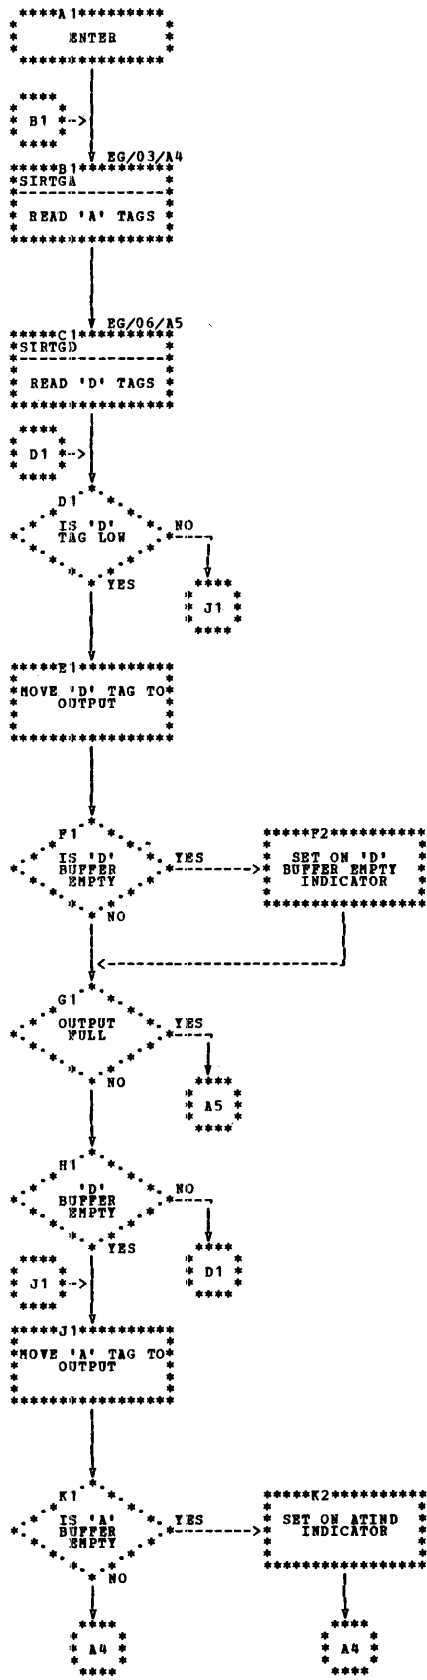 A1
ENTER
B1
EG/03/A4
B1
SIRTGA
READ 'A' TAGS
EG/06/A5
C1
SIRTGD
READ 'D' TAGS
D1
D1
IS 'D'
TAG LOW
NO
YES
J1
E1
MOVE 'D' TAG TO
OUTPUT
F1
IS 'D'
BUFFER
EMPTY
YES
NO
F2
SET ON 'D'
BUFFER EMPTY
INDICATOR
G1
OUTPUT
FULL
YES
NO
A5
H1
'D'
BUFFER
EMPTY
NO
YES
D1
J1
J1
MOVE 'A' TAG TO
OUTPUT
K1
IS 'A'
BUFFER
EMPTY
YES
NO
K2
SET ON ATIND
INDICATOR
A4
A4